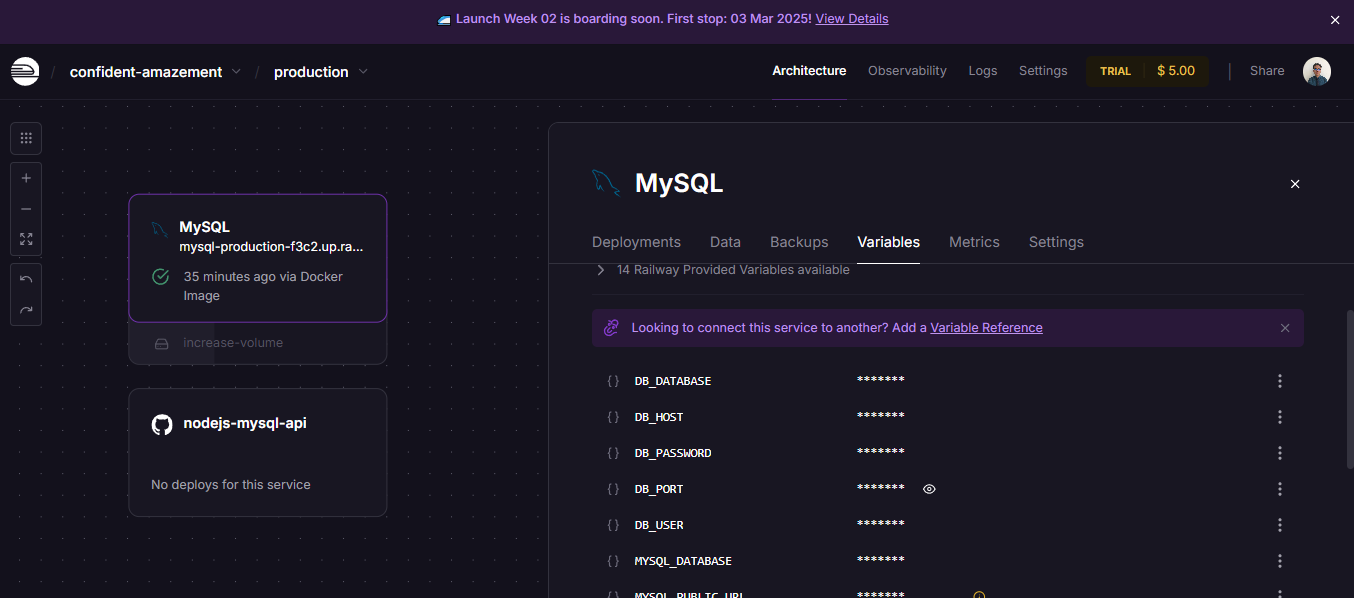 Launch Week 02 is boarding soon. First stop: 03 Mar 2025! View Details
/ confident-amazement / production
Architecture Observability Logs Settings TRIAL $ 5.00 Share
MySQL
mysql-production-f3c2.up.ra...
35 minutes ago via Docker
Image
increase-volume
nodejs-mysql-api
No deploys for this service
MySQL
Deployments Data Backups Variables Metrics Settings
14 Railway Provided Variables available
Looking to connect this service to another? Add a Variable Reference
{} DB_DATABASE *******
{} DB_HOST *******
{} DB_PASSWORD *******
{} DB_PORT *******
{} DB_USER *******
{} MYSQL_DATABASE *******
{} MYSQL_PUBLIC_URL *******